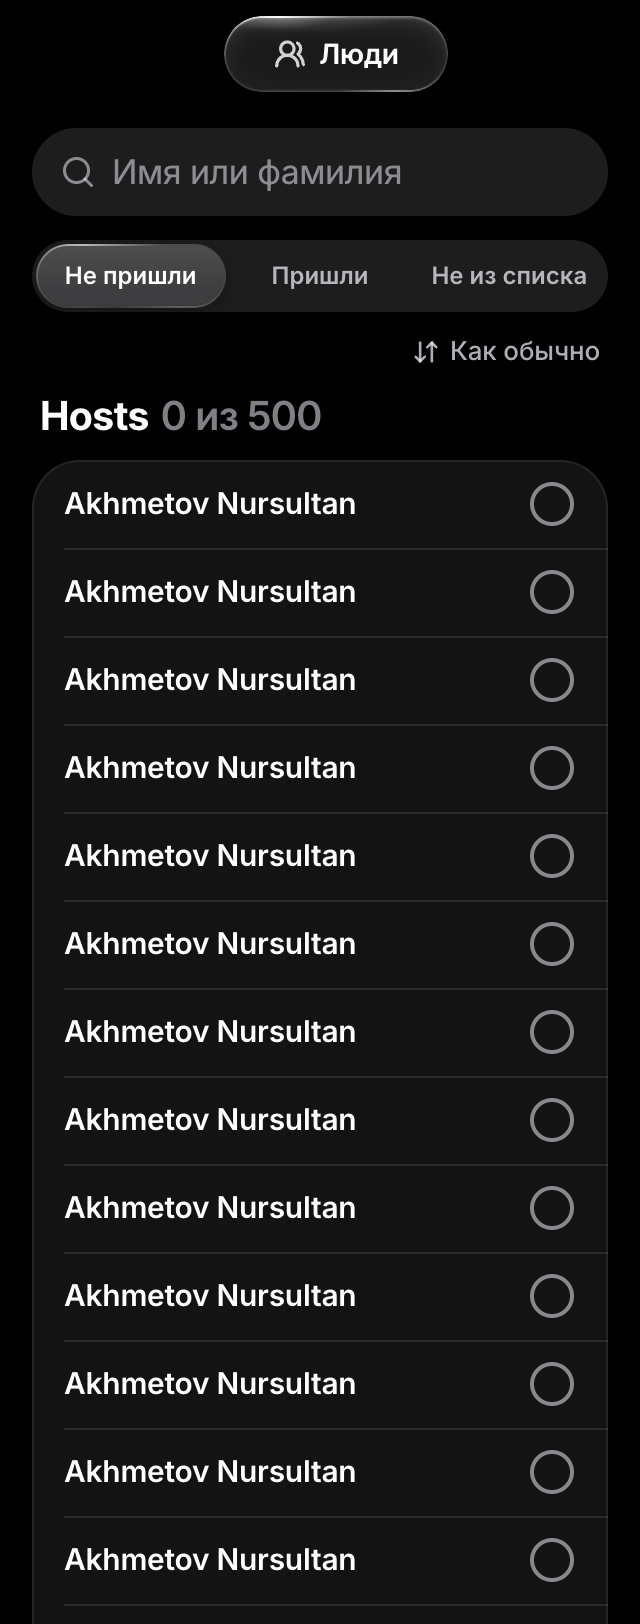 Люди
Имя или фамилия
Не пришли Пришли Не из списка
Как обычно
Hosts 0 из 500
Akhmetov Nursultan
Akhmetov Nursultan
Akhmetov Nursultan
Akhmetov Nursultan
Akhmetov Nursultan
Akhmetov Nursultan
Akhmetov Nursultan
Akhmetov Nursultan
Akhmetov Nursultan
Akhmetov Nursultan
Akhmetov Nursultan
Akhmetov Nursultan
Akhmetov Nursultan